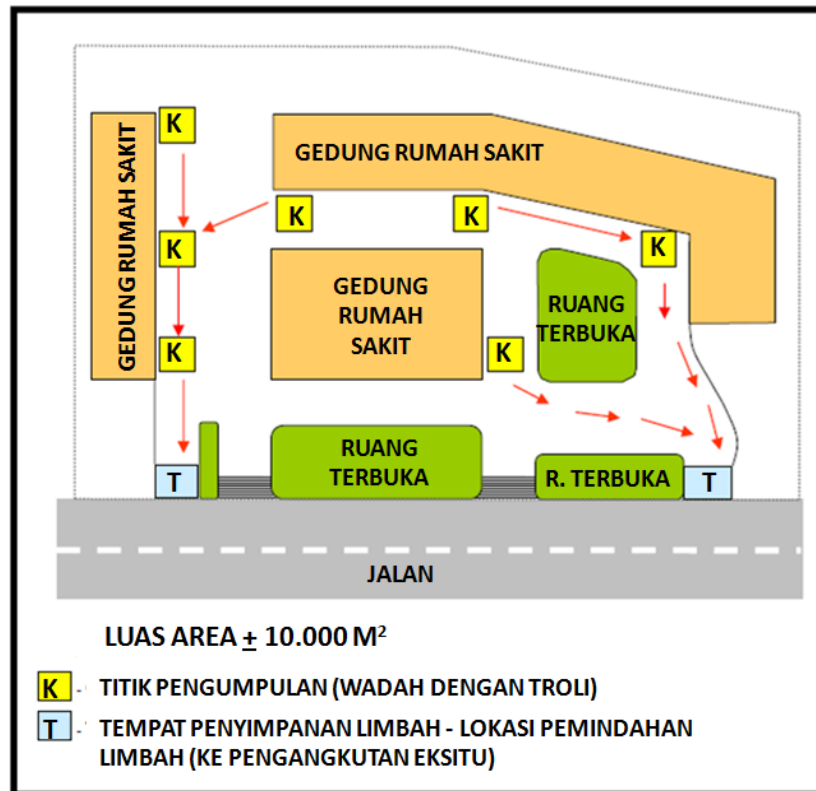 K
GEDUNG RUMAH SAKIT
GEDUNG RUMAH SAKIT
K
K
K
K
GEDUNG
RUMAH
SAKIT
RUANG
TERBUKA
K
K
RUANG
TERBUKA
R. TERBUKA
T
T
JALAN
LUAS AREA ± 10.000 M²
K - TITIK PENGUMPULAN (WADAH DENGAN TROLI)
T - TEMPAT PENYIMPANAN LIMBAH - LOKASI PEMINDAHAN
LIMBAH (KE PENGANGKUTAN EKSITU)